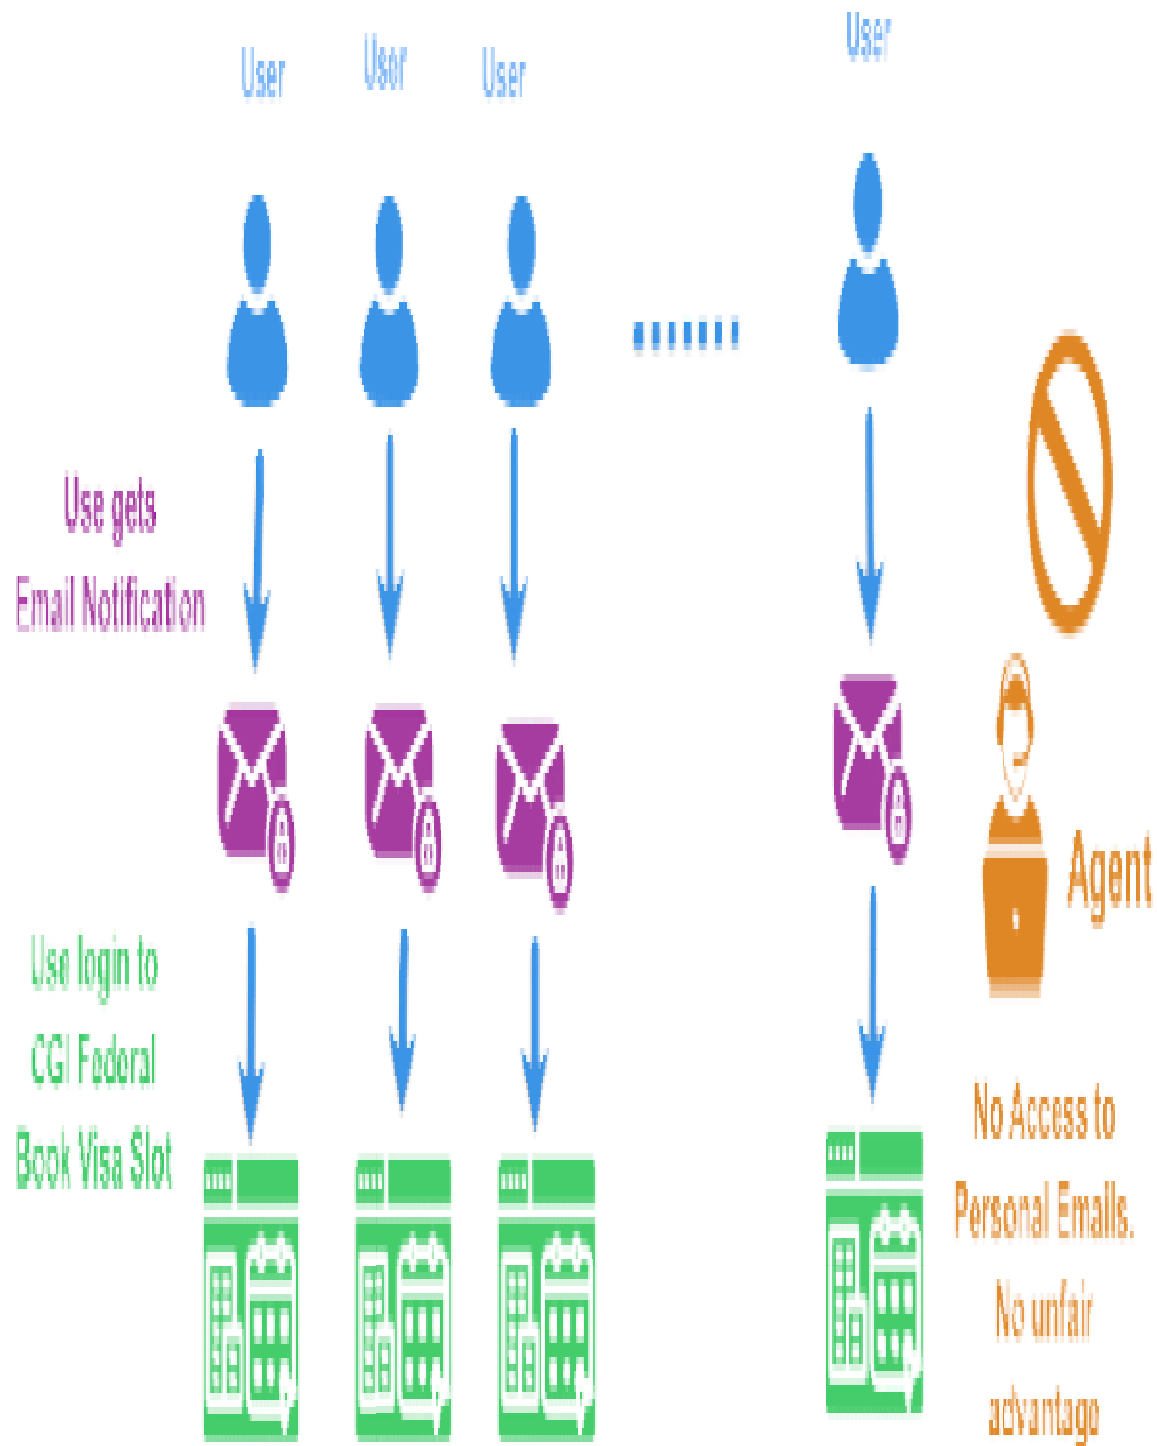 User
User
User
User
Use gets
Email Notification
Agent
Use login to
CGI Federal
Book Visa Slot
No Access to
Personal Emails.
No unfair
advantage